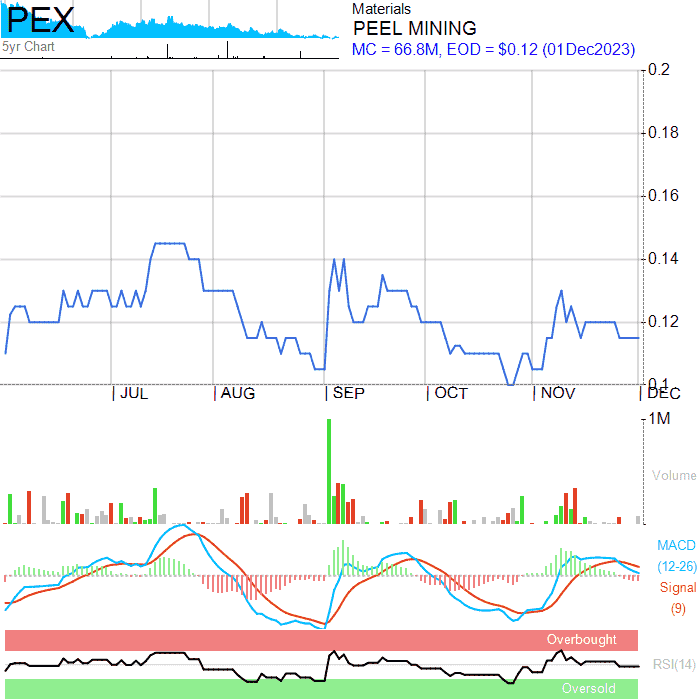 PEX
5yr Chart
Materials
PEEL MINING
MC = 66.8M, EOD = $0.12 (01Dec2023)
0.2
0.18
0.16
0.14
0.12
0.1
JUL AUG SEP OCT NOV DEC
1M
Volume
MACD
(12-26)
Signal
(9)
Overbought
RSI(14)
Oversold